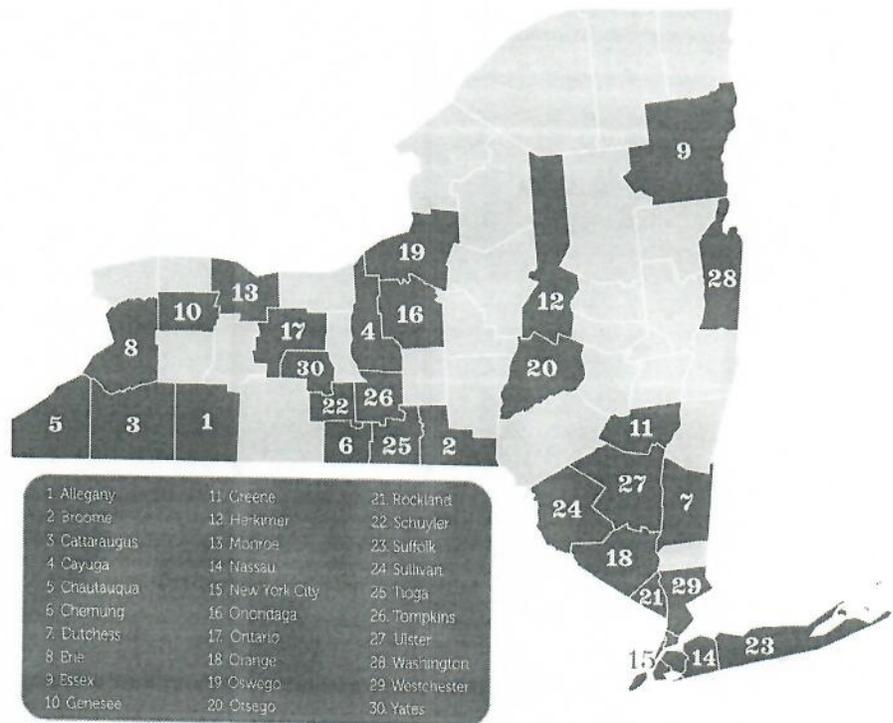 9
19
28
13
12
10
16
4
17
8
30
20
22
26
5
3
1
11
6
25
2
27
24
7
18
29
21
15
14
23
1 Allegany
2 Broome
3 Cattaraugus
4 Cayuga
5 Chautauqua
6 Chemung
7. Dutchess
8 Erie
9 Essex
10 Genesee
11 Greene
12 Herkimer
13 Monroe
14 Nassau
15 New York City
16 Onondaga
17 Ontario
18 Orange
19 Oswego
20 Otsego
21. Rockland
22 Schuyler
23. Suffolk
24 Sullivan
25 Tioga
26. Tompkins
27 Ulster
28 Washington
29 Westchester
30. Yates